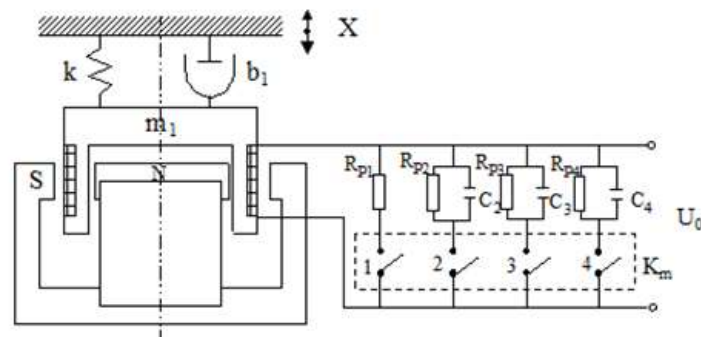 X
k
b₁
m₁
S
N
Rp1
Rp2
C₂
Rp3
C₃
Rp4
C₄
U₀
1
2
3
4
Kₘ